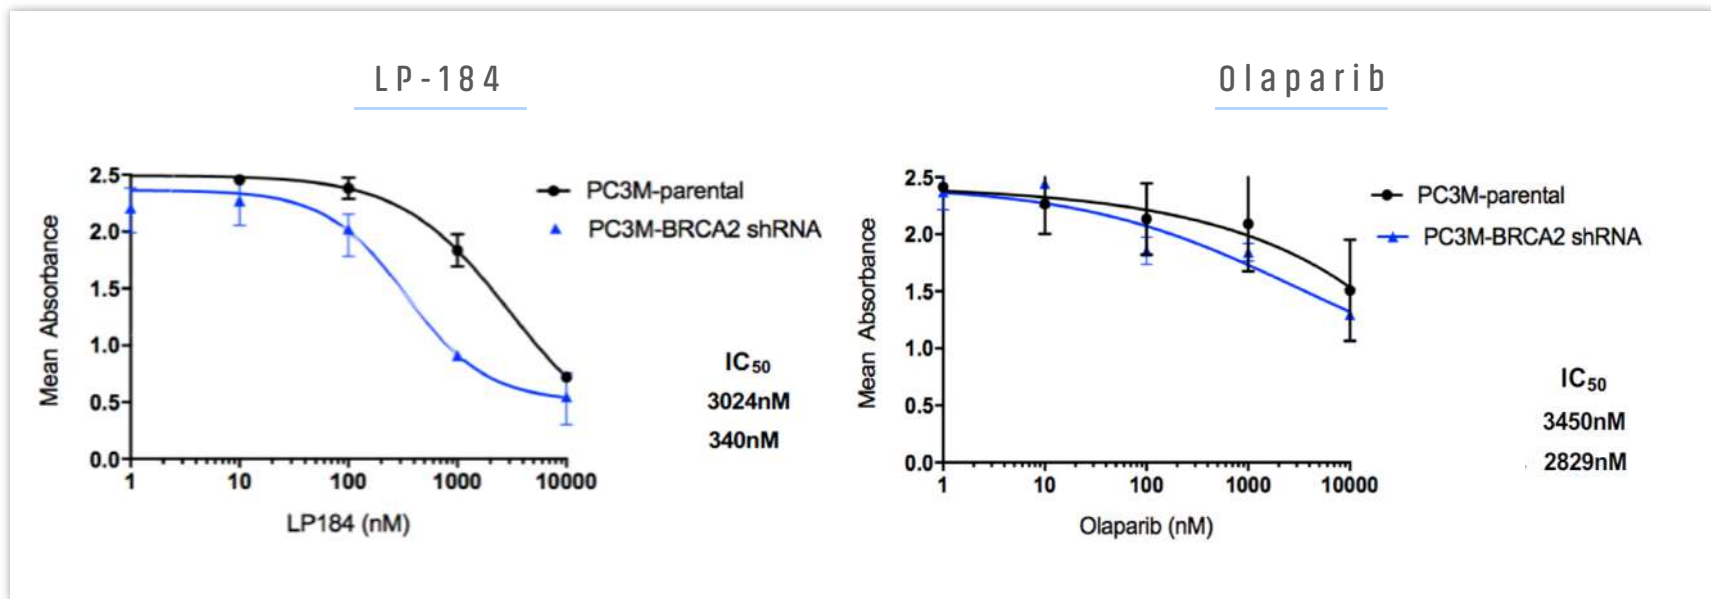 LP-184
2.5
2.0
1.5
1.0
0.5
0.0
Mean Absorbance
1
10
100
1000
10000
LP184 (nM)
PC3M-parental
PC3M-BRCA2 shRNA
IC50
3024nM
340nM
Olaparib
2.5
2.0
1.5
1.0
0.5
0.0
Mean Absorbance
1
10
100
1000
10000
Olaparib (nM)
PC3M-parental
PC3M-BRCA2 shRNA
IC50
3450nM
2829nM